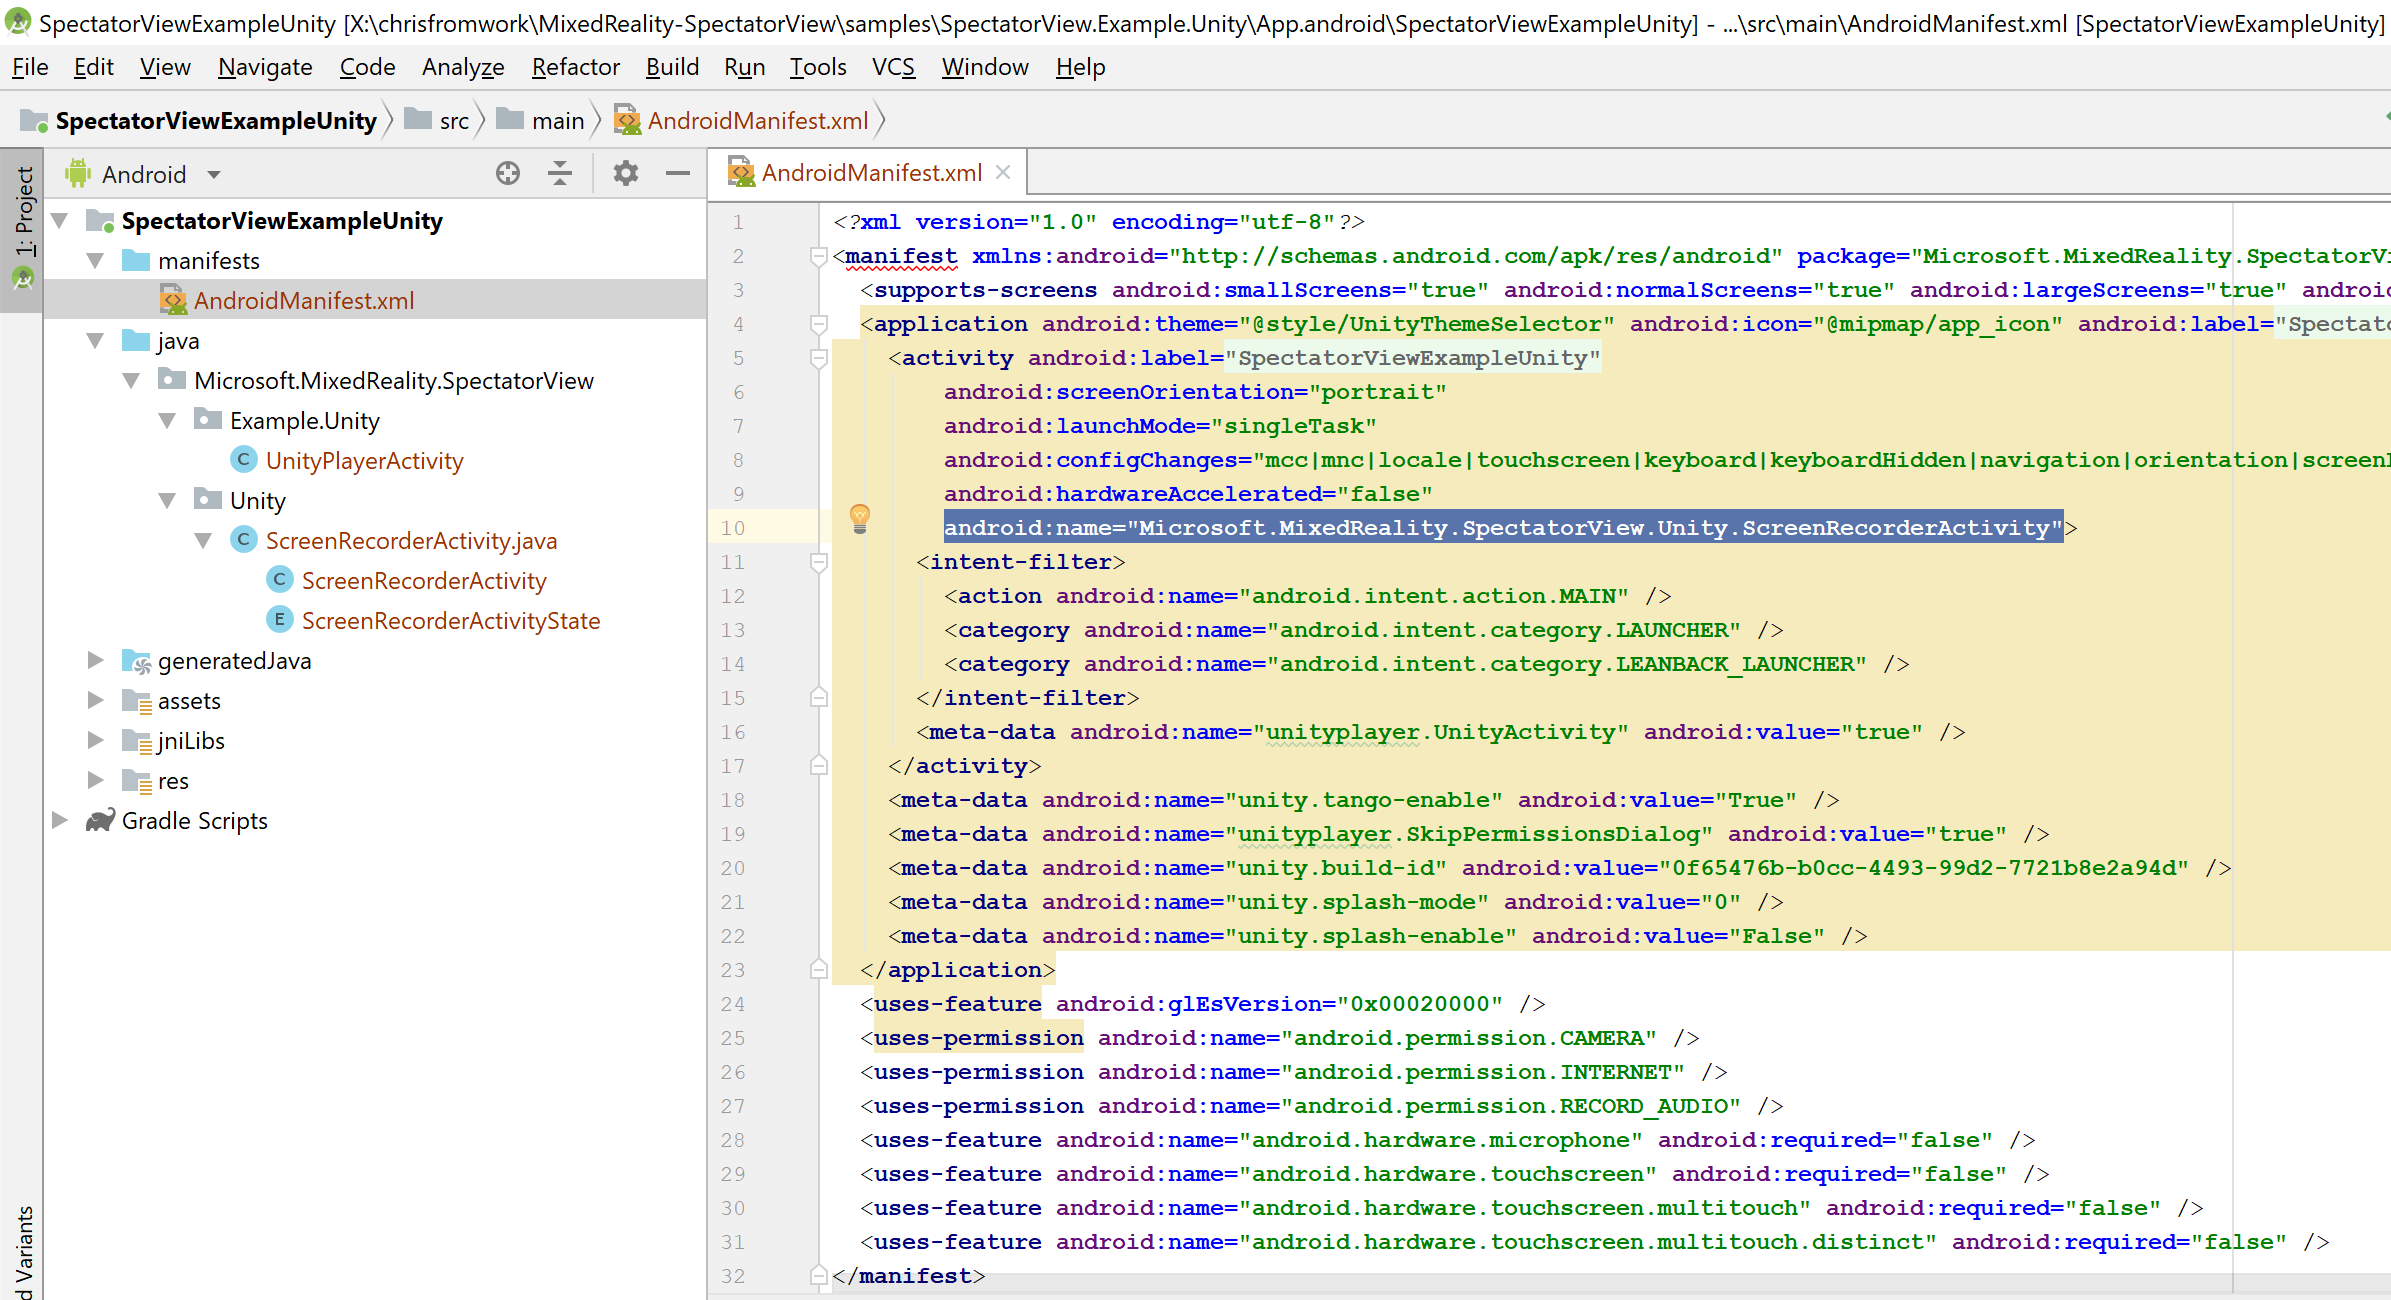 SpectatorViewExampleUnity [X:\chrisfromwork\MixedReality-SpectatorView\samples\SpectatorView.Example.Unity\App.android\SpectatorViewExampleUnity] - ...\src\main\AndroidManifest.xml [SpectatorViewExampleUnity]
File Edit View Navigate Code Analyze Refactor Build Run Tools VCS Window Help
SpectatorViewExampleUnity src main AndroidManifest.xml
1: Project
Android
SpectatorViewExampleUnity
manifests
AndroidManifest.xml
java
Microsoft.MixedReality.SpectatorView
Example.Unity
C UnityPlayerActivity
Unity
C ScreenRecorderActivity.java
C ScreenRecorderActivity
E ScreenRecorderActivityState
generatedJava
assets
jniLibs
res
Gradle Scripts
d Variants
AndroidManifest.xml
1 <?xml version="1.0" encoding="utf-8"?>
2 <manifest xmlns:android="http://schemas.android.com/apk/res/android" package="Microsoft.MixedReality.SpectatorVi
3 <supports-screens android:smallScreens="true" android:normalScreens="true" android:largeScreens="true" androi
4 <application android:theme="@style/UnityThemeSelector" android:icon="@mipmap/app_icon" android:label="Spectato
5 <activity android:label="SpectatorViewExampleUnity"
6 android:screenOrientation="portrait"
7 android:launchMode="singleTask"
8 android:configChanges="mcc|mnc|locale|touchscreen|keyboard|keyboardHidden|navigation|orientation|screen
9 android:hardwareAccelerated="false"
10 android:name="Microsoft.MixedReality.SpectatorView.Unity.ScreenRecorderActivity">
11 <intent-filter>
12 <action android:name="android.intent.action.MAIN" />
13 <category android:name="android.intent.category.LAUNCHER" />
14 <category android:name="android.intent.category.LEANBACK_LAUNCHER" />
15 </intent-filter>
16 <meta-data android:name="unityplayer.UnityActivity" android:value="true" />
17 </activity>
18 <meta-data android:name="unity.tango-enable" android:value="True" />
19 <meta-data android:name="unityplayer.SkipPermissionsDialog" android:value="true" />
20 <meta-data android:name="unity.build-id" android:value="0f65476b-b0cc-4493-99d2-7721b8e2a94d" />
21 <meta-data android:name="unity.splash-mode" android:value="0" />
22 <meta-data android:name="unity.splash-enable" android:value="False" />
23 </application>
24 <uses-feature android:glEsVersion="0x00020000" />
25 <uses-permission android:name="android.permission.CAMERA" />
26 <uses-permission android:name="android.permission.INTERNET" />
27 <uses-permission android:name="android.permission.RECORD_AUDIO" />
28 <uses-feature android:name="android.hardware.microphone" android:required="false" />
29 <uses-feature android:name="android.hardware.touchscreen" android:required="false" />
30 <uses-feature android:name="android.hardware.touchscreen.multitouch" android:required="false" />
31 <uses-feature android:name="android.hardware.touchscreen.multitouch.distinct" android:required="false" />
32 </manifest>